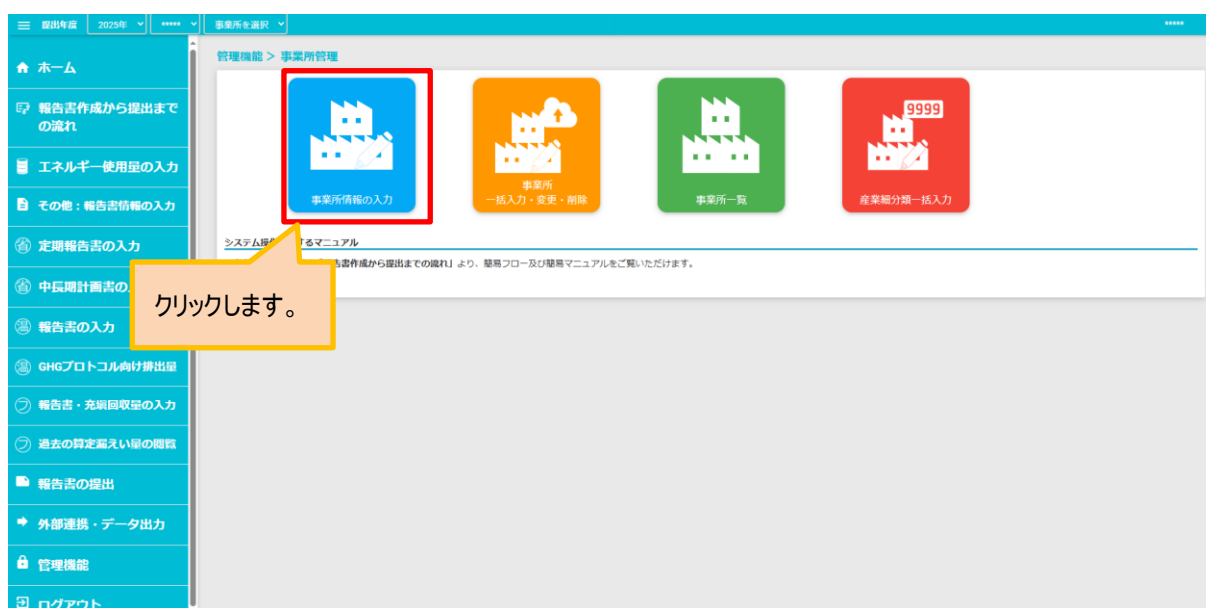 提出年度 2025年 ***** 事業所を選択 *****
管理機能 > 事業所管理
ホーム
報告書作成から提出まで
の流れ
エネルギー使用量の入力
その他：報告書情報の入力
定期報告書の入力
中長期計画書の
報告書の入力
GHGプロトコル向け排出量
報告書・充填回収量の入力
過去の算定漏えい量の閲覧
報告書の提出
外部連携・データ出力
管理機能
ログアウト
事業所情報の入力
事業所
一括入力・変更・削除
事業所一覧
9999
産業細分類一括入力
システム操 するマニュアル
告書作成から提出までの流れ」より、簡易フロー及び簡易マニュアルをご覧いただけます。
クリックします。